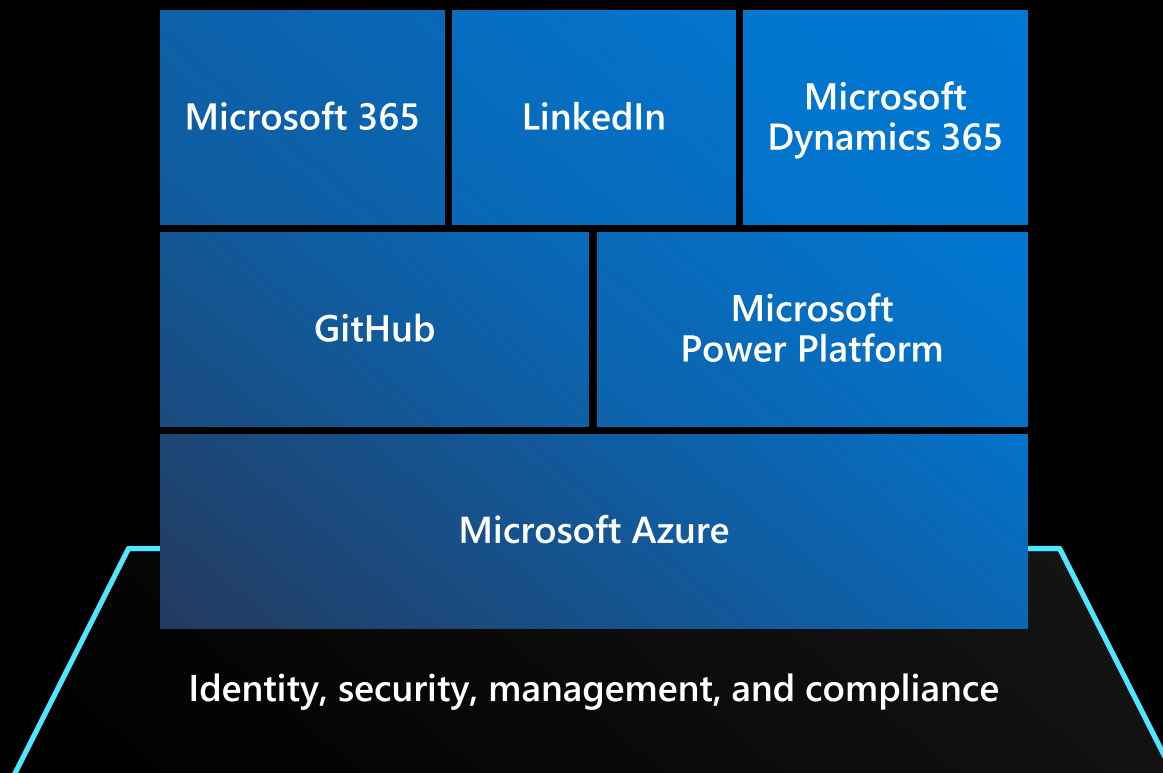 Microsoft 365
LinkedIn
Microsoft
Dynamics 365
GitHub
Microsoft
Power Platform
Microsoft Azure
Identity, security, management, and compliance